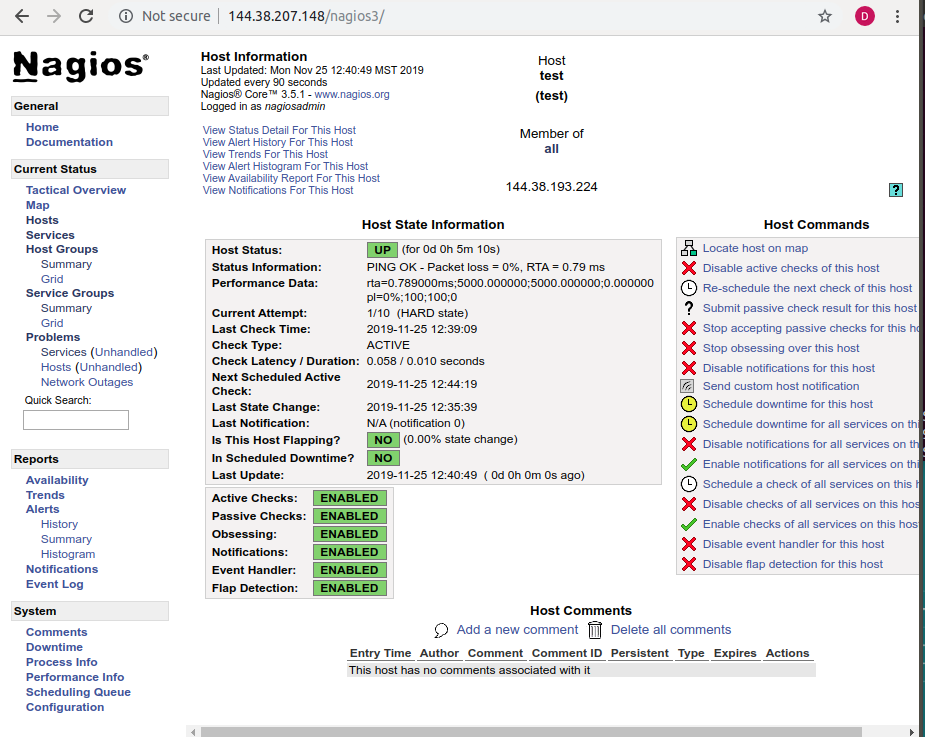 Not secure | 144.38.207.148/nagios3/
D
Nagios®
General
Home
Documentation
Current Status
Tactical Overview
Map
Hosts
Services
Host Groups
Summary
Grid
Service Groups
Summary
Grid
Problems
Services (Unhandled)
Hosts (Unhandled)
Network Outages
Quick Search:
Reports
Availability
Trends
Alerts
History
Summary
Histogram
Notifications
Event Log
System
Comments
Downtime
Process Info
Performance Info
Scheduling Queue
Configuration
Host Information
Last Updated: Mon Nov 25 12:40:49 MST 2019
Updated every 90 seconds
Nagios® Core™ 3.5.1 - www.nagios.org
Logged in as nagiosadmin
View Status Detail For This Host
View Alert History For This Host
View Trends For This Host
View Alert Histogram For This Host
View Availability Report For This Host
View Notifications For This Host
Host
test
(test)
Member of
all
144.38.193.224
?
Host State Information
Host Status: UP (for 0d 0h 5m 10s)
Status Information: PING OK - Packet loss = 0%, RTA = 0.79 ms
Performance Data: rta=0.789000ms;5000.000000;5000.000000;0.000000
pl=0%;100;100;0
Current Attempt: 1/10 (HARD state)
Last Check Time: 2019-11-25 12:39:09
Check Type: ACTIVE
Check Latency / Duration: 0.058 / 0.010 seconds
Next Scheduled Active
Check: 2019-11-25 12:44:19
Last State Change: 2019-11-25 12:35:39
Last Notification: N/A (notification 0)
Is This Host Flapping? NO (0.00% state change)
In Scheduled Downtime? NO
Last Update: 2019-11-25 12:40:49 ( 0d 0h 0m 0s ago)
Active Checks: ENABLED
Passive Checks: ENABLED
Obsessing: ENABLED
Notifications: ENABLED
Event Handler: ENABLED
Flap Detection: ENABLED
Host Commands
Locate host on map
Disable active checks of this host
Re-schedule the next check of this host
? Submit passive check result for this host
Stop accepting passive checks for this ho
Stop obsessing over this host
Disable notifications for this host
Send custom host notification
Schedule downtime for this host
Schedule downtime for all services on th
Disable notifications for all services on th
Enable notifications for all services on thi
Schedule a check of all services on this h
Disable checks of all services on this hos
Enable checks of all services on this hos
Disable event handler for this host
Disable flap detection for this host
Host Comments
Add a new comment Delete all comments
Entry Time Author Comment Comment ID Persistent Type Expires Actions
This host has no comments associated with it